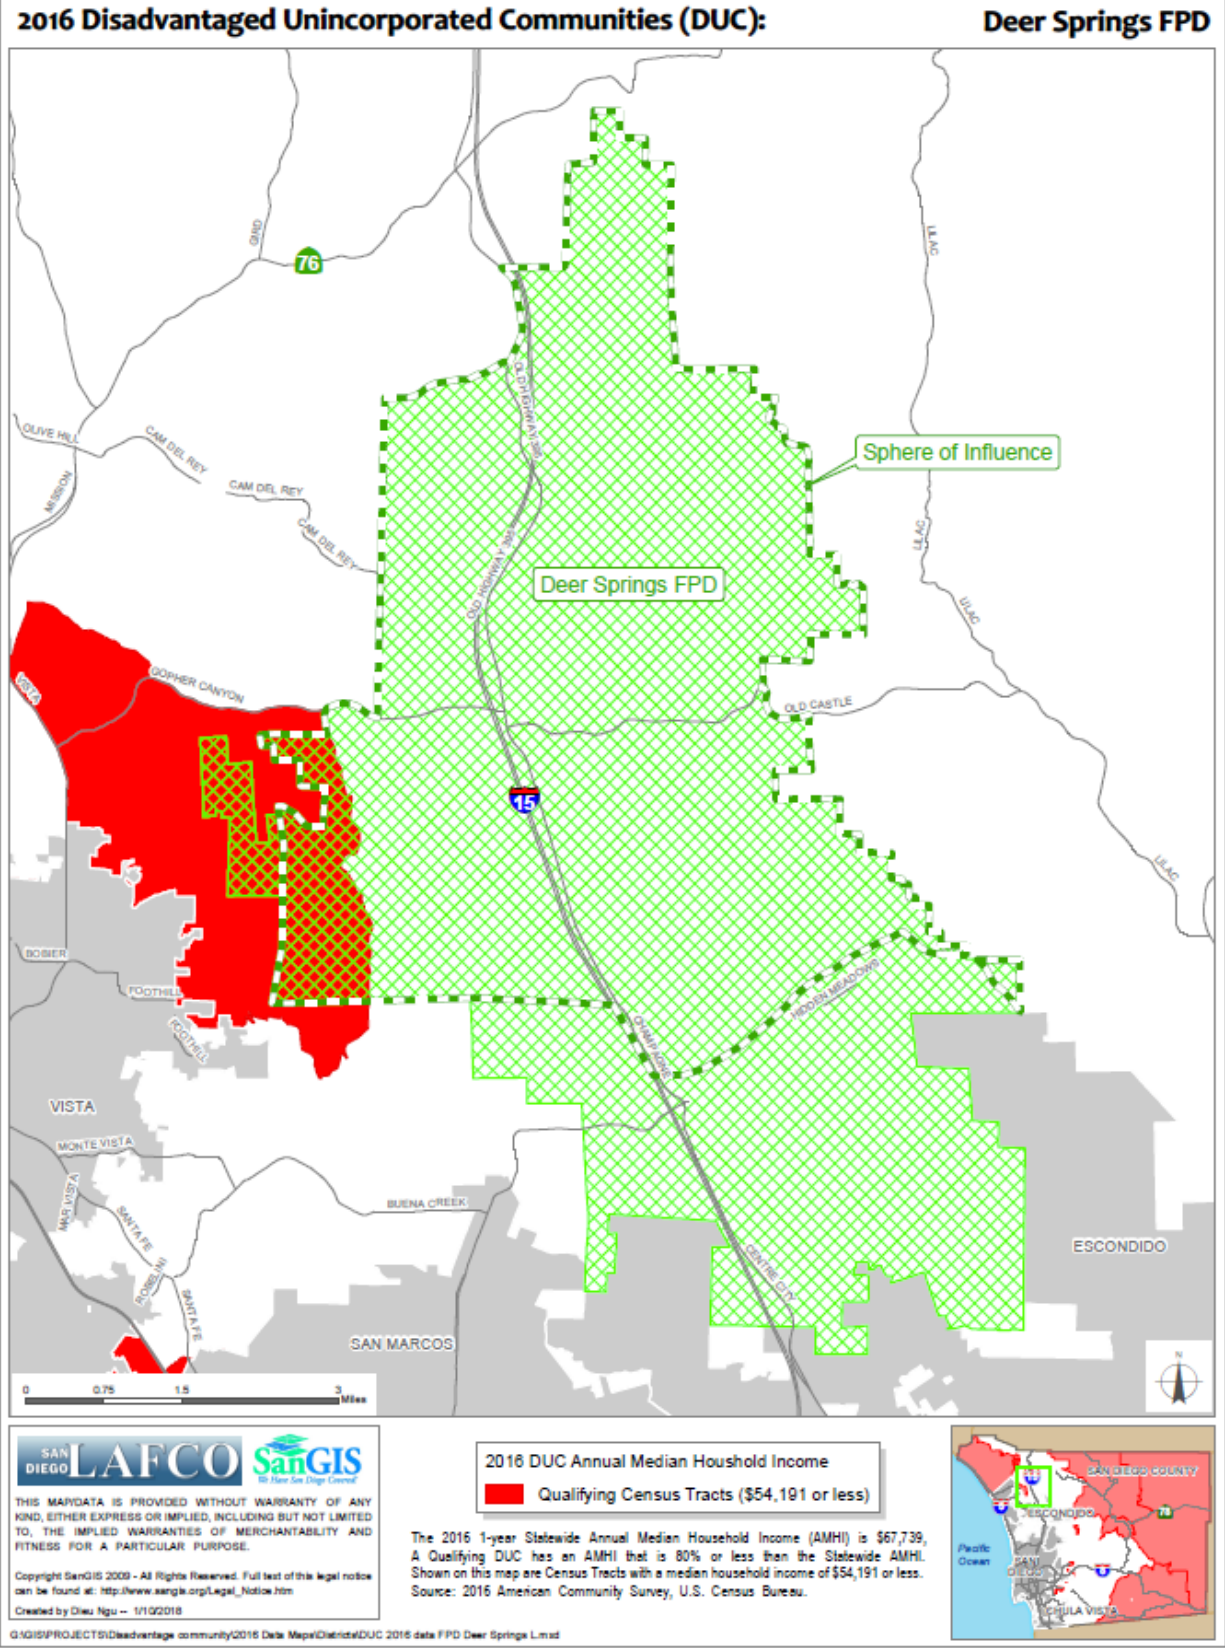 2016 Disadvantaged Unincorporated Communities (DUC): Deer Springs FPD
GIRD
76
LILAC
OLD HIGHWAY 395
OLIVE HILL
CAM DEL REY
Sphere of Influence
MISSION
CAM DEL REY
CAM DEL REY
LILAC
OLD HIGHWAY 395
Deer Springs FPD
LILAC
GOPHER CANYON
VISTA
OLD CASTLE
15
LILAC
BOBIER
HIDDEN MEADOWS
FOOTHILL
FOOTHILL
CHAMPAGNE
VISTA
MONTE VISTA
MAR VISTA
BUENA CREEK
SANTA FE
ESCONDIDO
ROBELINI
CENTRE CITY
SANTA FE
SAN MARCOS
N
0 0.75 1.5 3
Miles
SAN DIEGO LAFCO
SanGIS
We Have San Diego Covered!
2016 DUC Annual Median Houshold Income
Qualifying Census Tracts ($54,191 or less)
THIS MAP/DATA IS PROVIDED WITHOUT WARRANTY OF ANY
KIND, EITHER EXPRESS OR IMPLIED, INCLUDING BUT NOT LIMITED
TO, THE IMPLIED WARRANTIES OF MERCHANTABILITY AND
FITNESS FOR A PARTICULAR PURPOSE.
Copyright SanGIS 2009 - All Rights Reserved. Full text of this legal notice
can be found at: http://www.sangis.org/Legal_Notice.htm
Created by Dieu Ngu -- 1/10/2018
The 2016 1-year Statewide Annual Median Household Income (AMHI) is $67,739,
A Qualifying DUC has an AMHI that is 80% or less than the Statewide AMHI.
Shown on this map are Census Tracts with a median household income of $54,191 or less.
Source: 2016 American Community Survey, U.S. Census Bureau.
SAN DIEGO COUNTY
ESCONDIDO
78
Pacific
Ocean
SAN
DIEGO
CHULA VISTA
G:\GIS\PROJECTS\Disadvantage community\2016 Data Maps\Districts\DUC 2016 data FPD Deer Springs L.mxd